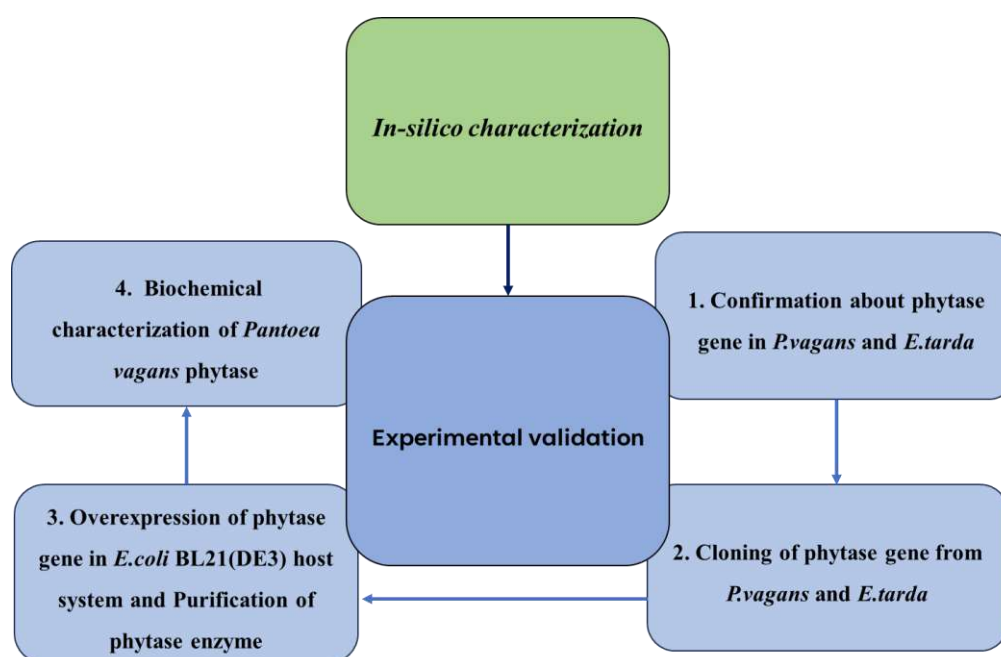 In-silico characterization
Experimental validation
1. Confirmation about phytase
gene in P.vagans and E.tarda
2. Cloning of phytase gene from
P.vagans and E.tarda
3. Overexpression of phytase
gene in E.coli BL21(DE3) host
system and Purification of
phytase enzyme
4. Biochemical
characterization of Pantoea
vagans phytase